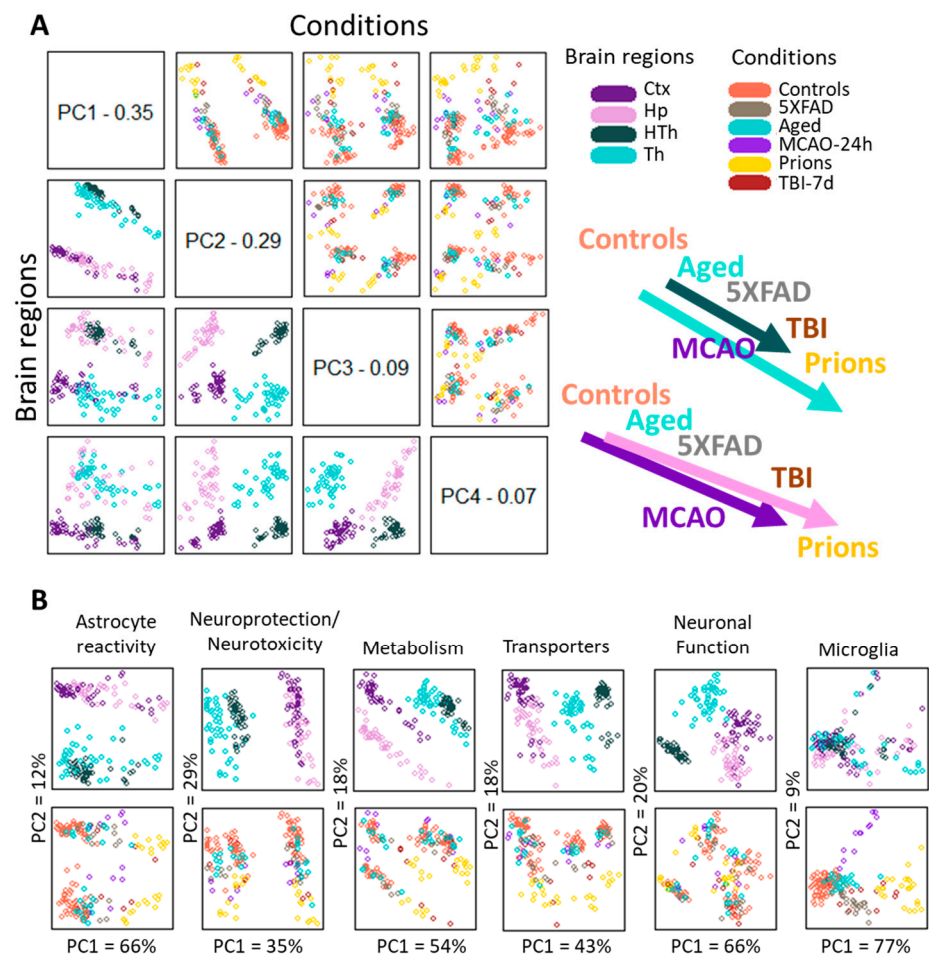 A
Conditions
Brain regions
PC1 - 0.35
PC2 - 0.29
PC3 - 0.09
PC4 - 0.07
Brain regions
Ctx
Hp
HTh
Th
Conditions
Controls
5XFAD
Aged
MCAO-24h
Prions
TBI-7d
Controls
Aged
5XFAD
TBI
MCAO
Prions
Controls
Aged
5XFAD
TBI
MCAO
Prions
B
Astrocyte
reactivity
Neuroprotection/
Neurotoxicity
Metabolism
Transporters
Neuronal
Function
Microglia
PC2 = 12%
PC2 = 29%
PC2 = 18%
PC2 = 18%
PC2 = 20%
PC2 = 9%
PC1 = 66%
PC1 = 35%
PC1 = 54%
PC1 = 43%
PC1 = 66%
PC1 = 77%